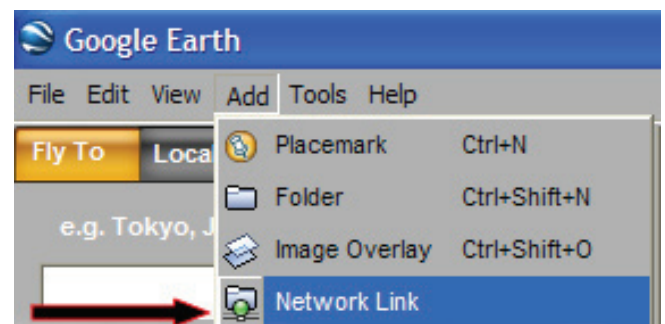 Google Earth
File Edit View Add Tools Help
Fly To Local
Placemark Ctrl+N
Folder Ctrl+Shift+N
e.g. Tokyo, J
Image Overlay Ctrl+Shift+O
Network Link